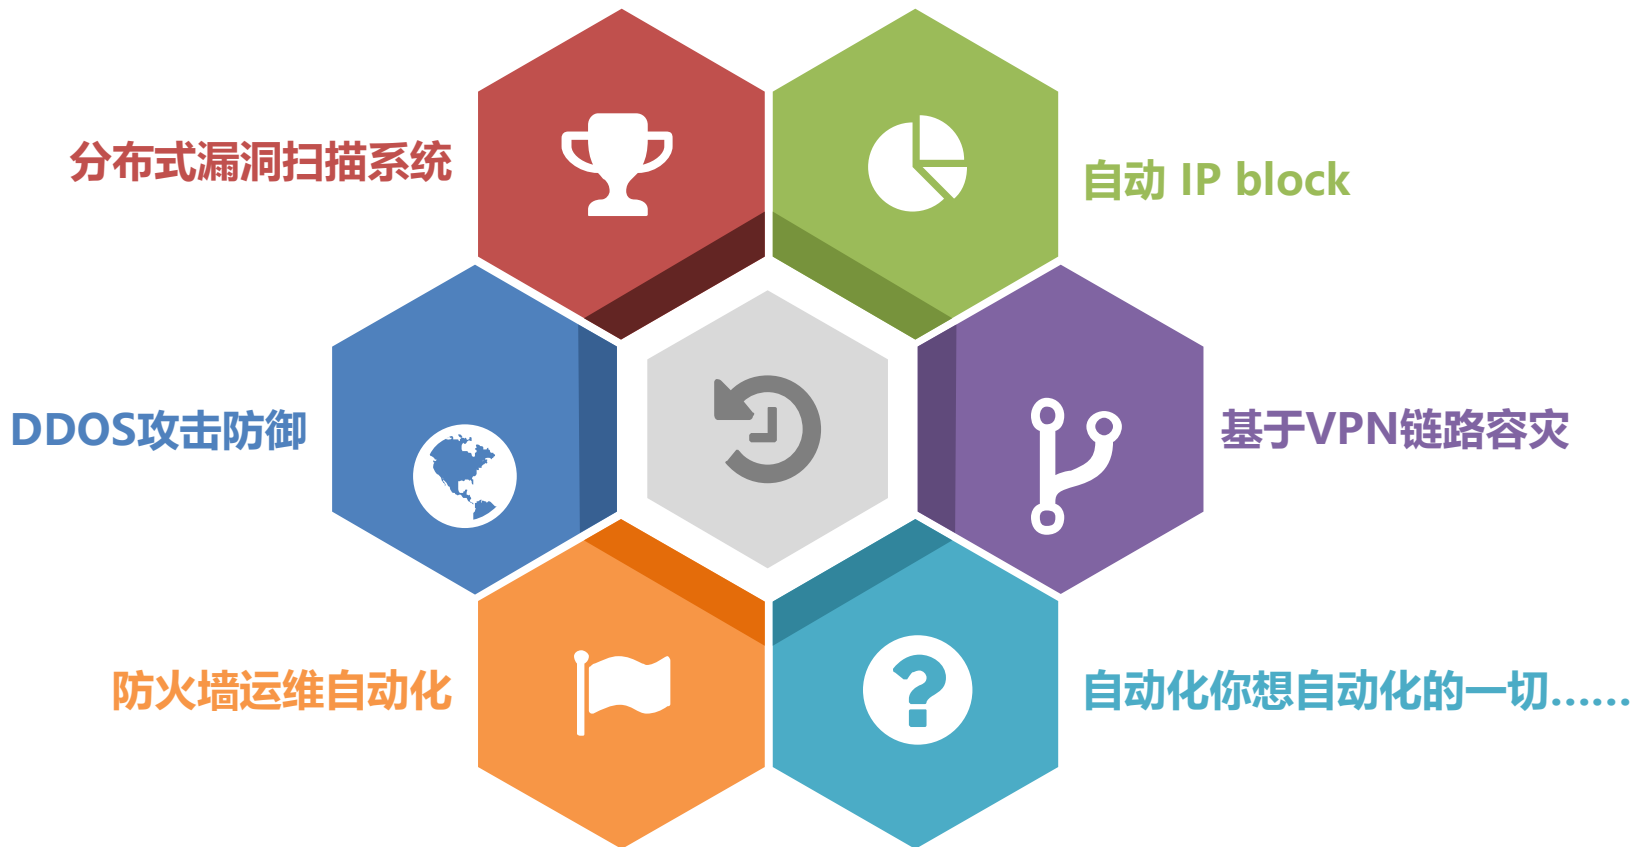 分布式漏洞扫描系统
自动 IP block
DDOS攻击防御
基于VPN链路容灾
防火墙运维自动化
自动化你想自动化的一切……